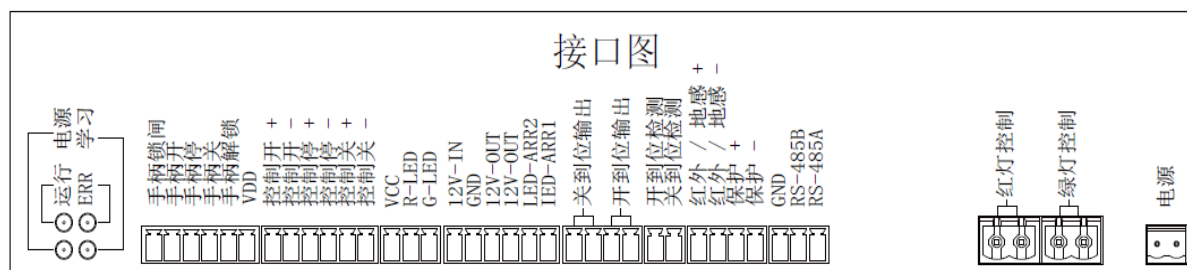 接口图
电源
学习
运行
ERR
手柄锁闸
手柄开
手柄停
手柄关
手柄解锁
VDD
控制开 +
控制开 -
控制停 +
控制停 -
控制关 +
控制关 -
VCC
R-LED
G-LED
12V-IN
GND
12V-OUT
12V-OUT
LED-ARR2
IED-ARR1
关到位输出
开到位输出
开到位检测
关到位检测
红外 / 地感 +
红外 / 地感 -
保护 +
保护 -
GND
RS-485B
RS-485A
红灯控制
绿灯控制
电源